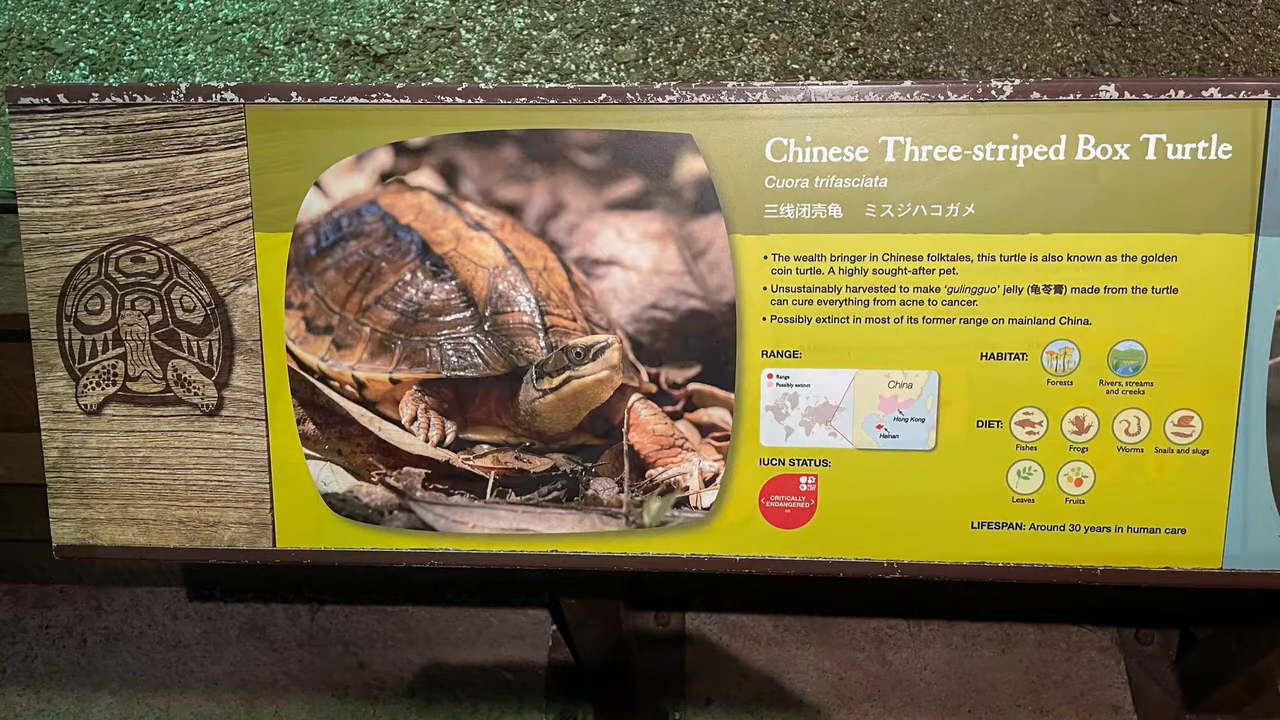 Chinese Three-striped Box Turtle
Cuora trifasciata
三线闭壳龟 ミスジハコガメ
• The wealth bringer in Chinese folktales, this turtle is also known as the golden
coin turtle. A highly sought-after pet.
• Unsustainably harvested to make 'gulingguo' jelly (龟苓膏) made from the turtle
can cure everything from acne to cancer.
• Possibly extinct in most of its former range on mainland China.
RANGE:
Range
Possibly extinct
China
Hong Kong
Hainan
IUCN STATUS:
CRITICALLY
ENDANGERED
CR
HABITAT:
Forests
Rivers, streams
and creeks
DIET:
Fishes
Frogs
Worms
Snails and slugs
Leaves
Fruits
LIFESPAN: Around 30 years in human care